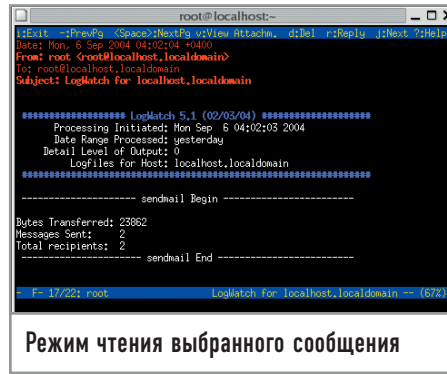 root@localhost:~
i:Exit -:PrevPg <Space>:NextPg v:View Attachm. d:Del r:Reply j:Next ?:Help
Date: Mon, 6 Sep 2004 04:02:04 +0400
From: root <root@localhost.localdomain>
To: root@localhost.localdomain
Subject: LogWatch for localhost.localdomain
################### LogWatch 5.1 (02/03/04) ####################
Processing Initiated: Mon Sep 6 04:02:03 2004
Date Range Processed: yesterday
Detail Level of Output: 0
Logfiles for Host: localhost.localdomain
################################################################
--------------------- sendmail Begin ------------------------
Bytes Transferred: 23862
Messages Sent: 2
Total recipients: 2
---------------------- sendmail End -------------------------
- F- 17/22: root LogWatch for localhost.localdomain -- (67%)
Режим чтения выбранного сообщения